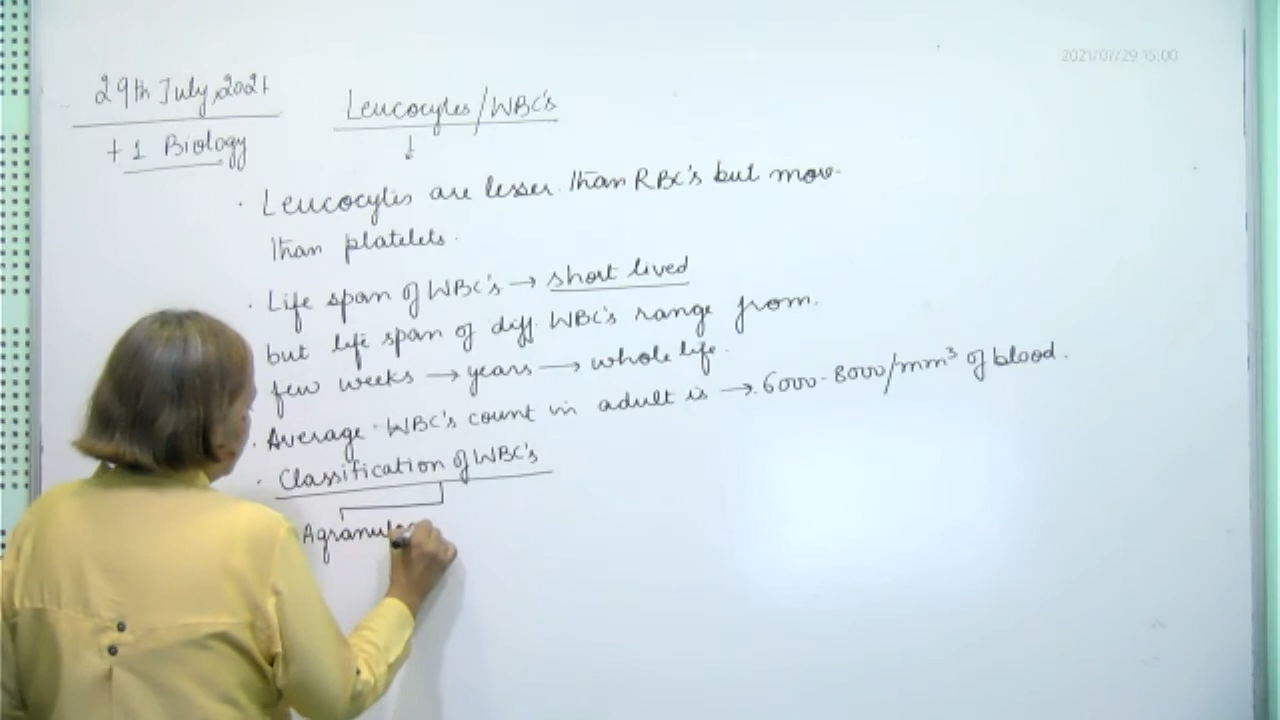 2021/07/29 15:00
29th July, 2021
+1 Biology
Leucocytes/WBC's
↓
· Leucocytes are lesser than RBC's but more
than platelets.
· Life span of WBC's → short lived
but life span of diff. WBC's range from
few weeks → years → whole life.
· Average WBC's count in adult is → 6000-8000/mm³ of blood.
· Classification of WBC's
Agranulo